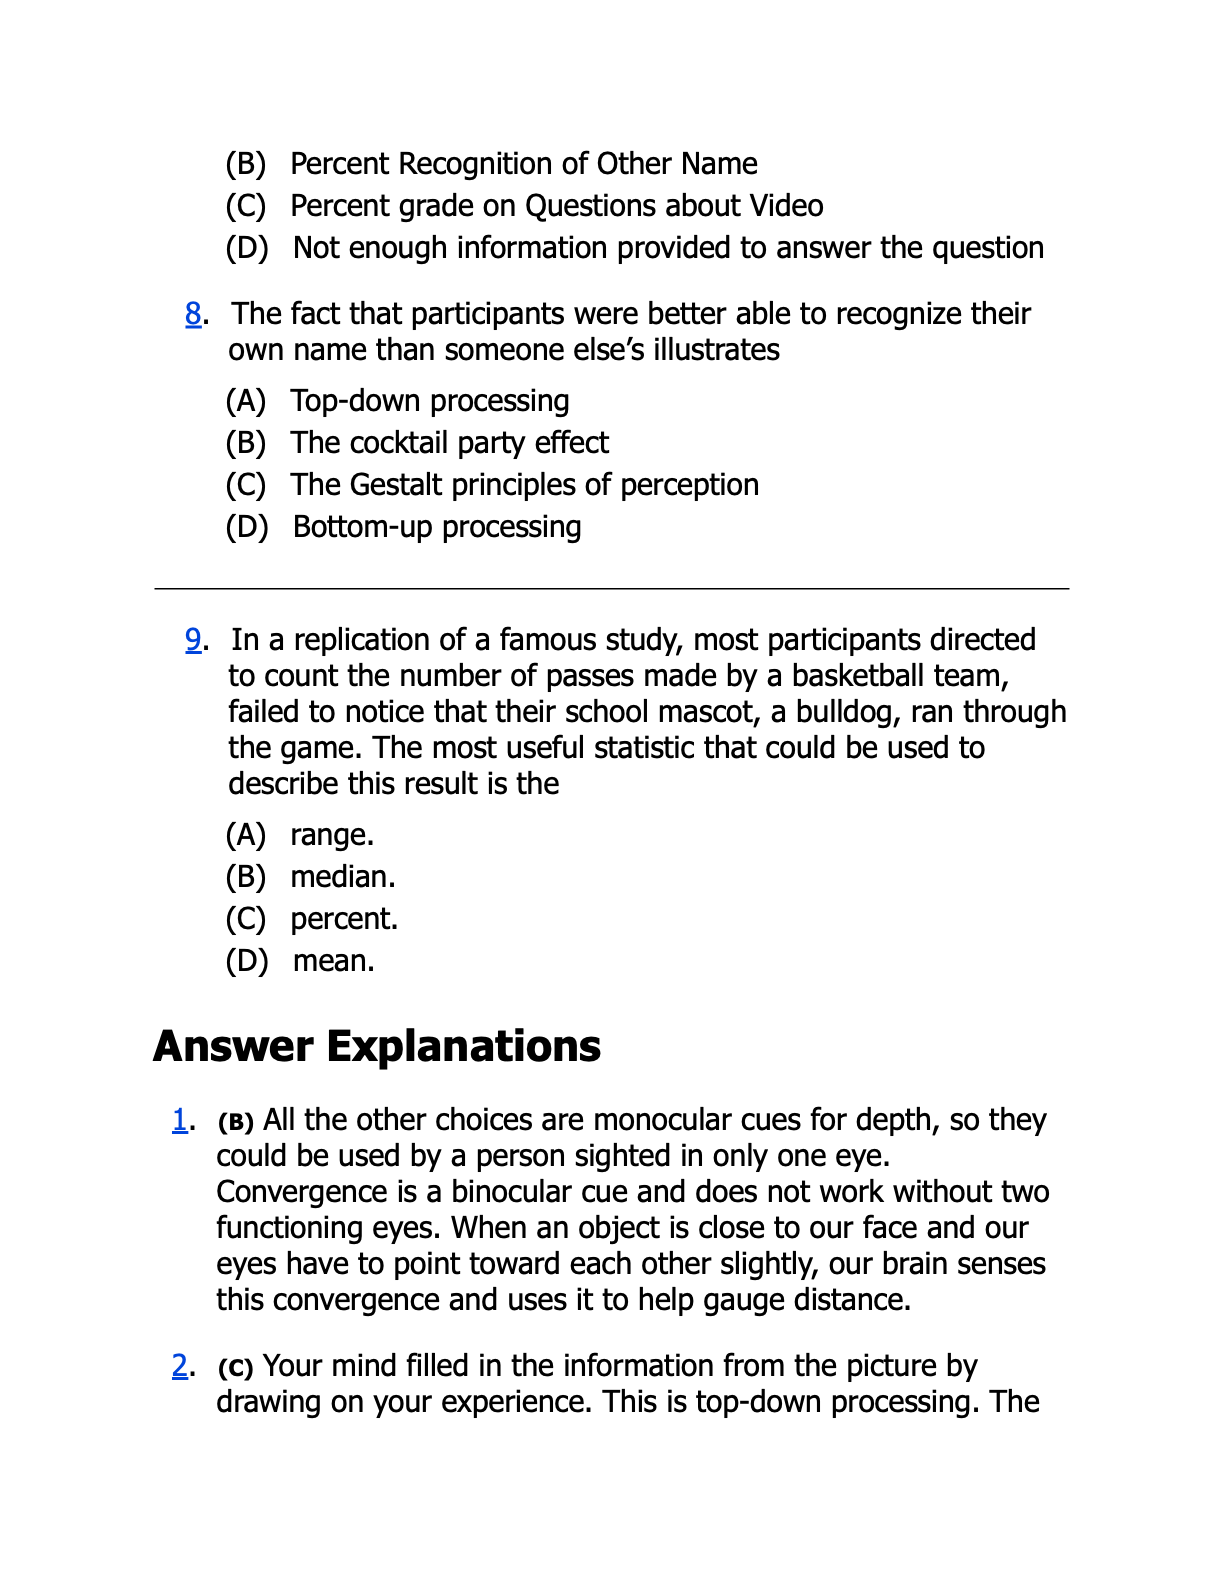 (B) Percent Recognition of Other Name
(C) Percent grade on Questions about Video
(D) Not enough information provided to answer the question
8. The fact that participants were better able to recognize their
own name than someone else’s illustrates
(A) Top-down processing
(B) The cocktail party effect
(C) The Gestalt principles of perception
(D) Bottom-up processing
9. In a replication of a famous study, most participants directed
to count the number of passes made by a basketball team,
failed to notice that their school mascot, a bulldog, ran through
the game. The most useful statistic that could be used to
describe this result is the
(A) range.
(B) median.
(C) percent.
(D) mean.
Answer Explanations
1. (B) All the other choices are monocular cues for depth, so they
could be used by a person sighted in only one eye.
Convergence is a binocular cue and does not work without two
functioning eyes. When an object is close to our face and our
eyes have to point toward each other slightly, our brain senses
this convergence and uses it to help gauge distance.
2. (C) Your mind filled in the information from the picture by
drawing on your experience. This is top-down processing. The